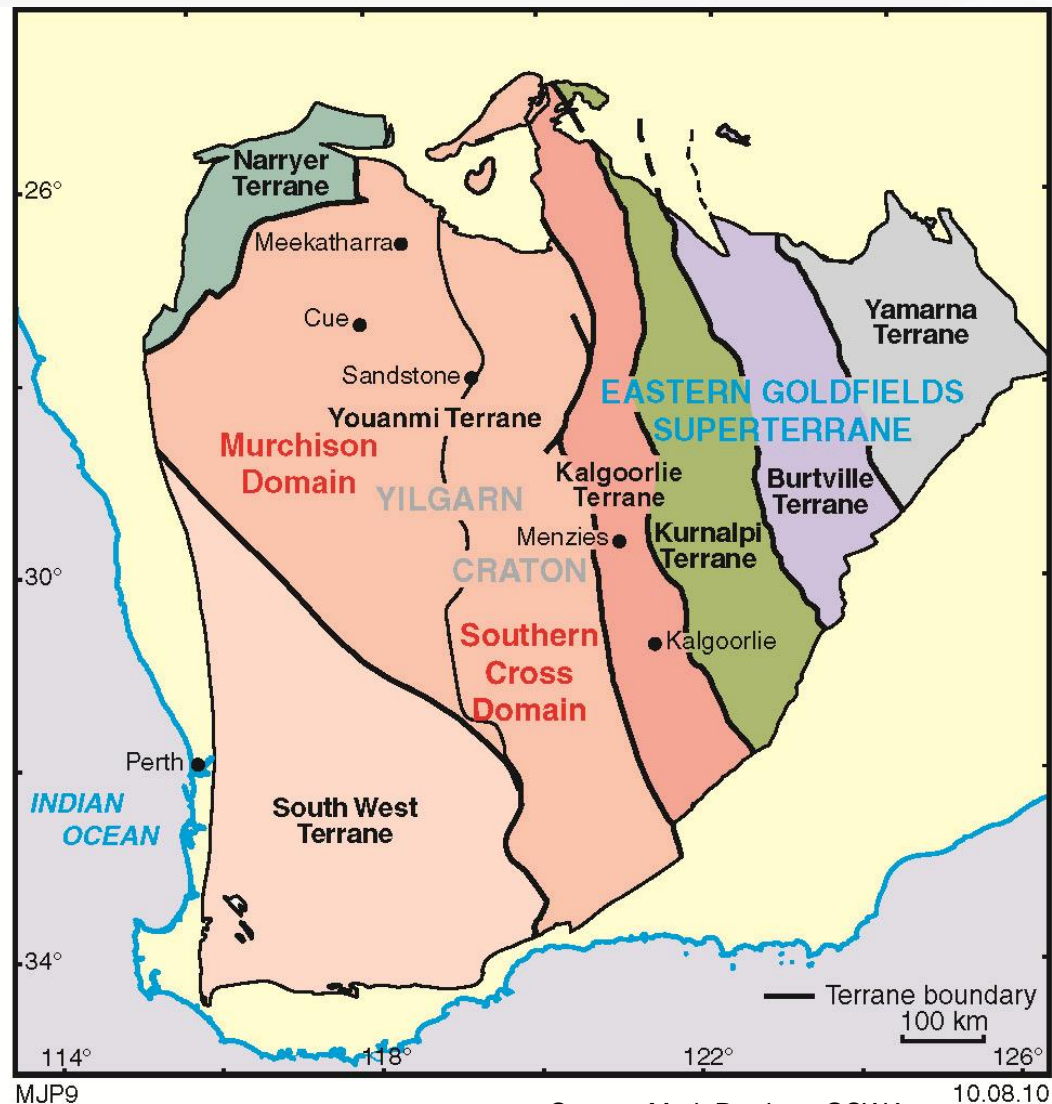 Narryer
Terrane
26°
Meekatharra
Cue
Yamarna
Terrane
Sandstone
EASTERN GOLDFIELDS
SUPERTERRANE
Youanmi Terrane
Murchison
Domain
Kalgoorlie
Terrane
Burtville
Terrane
YILGARN
Menzies
Kurnalpi
Terrane
30°
CRATON
Southern
Cross
Domain
Kalgoorlie
Perth
INDIAN
OCEAN
South West
Terrane
34°
Terrane boundary
100 km
114°
118°
122°
126°
MJP9
10.08.10